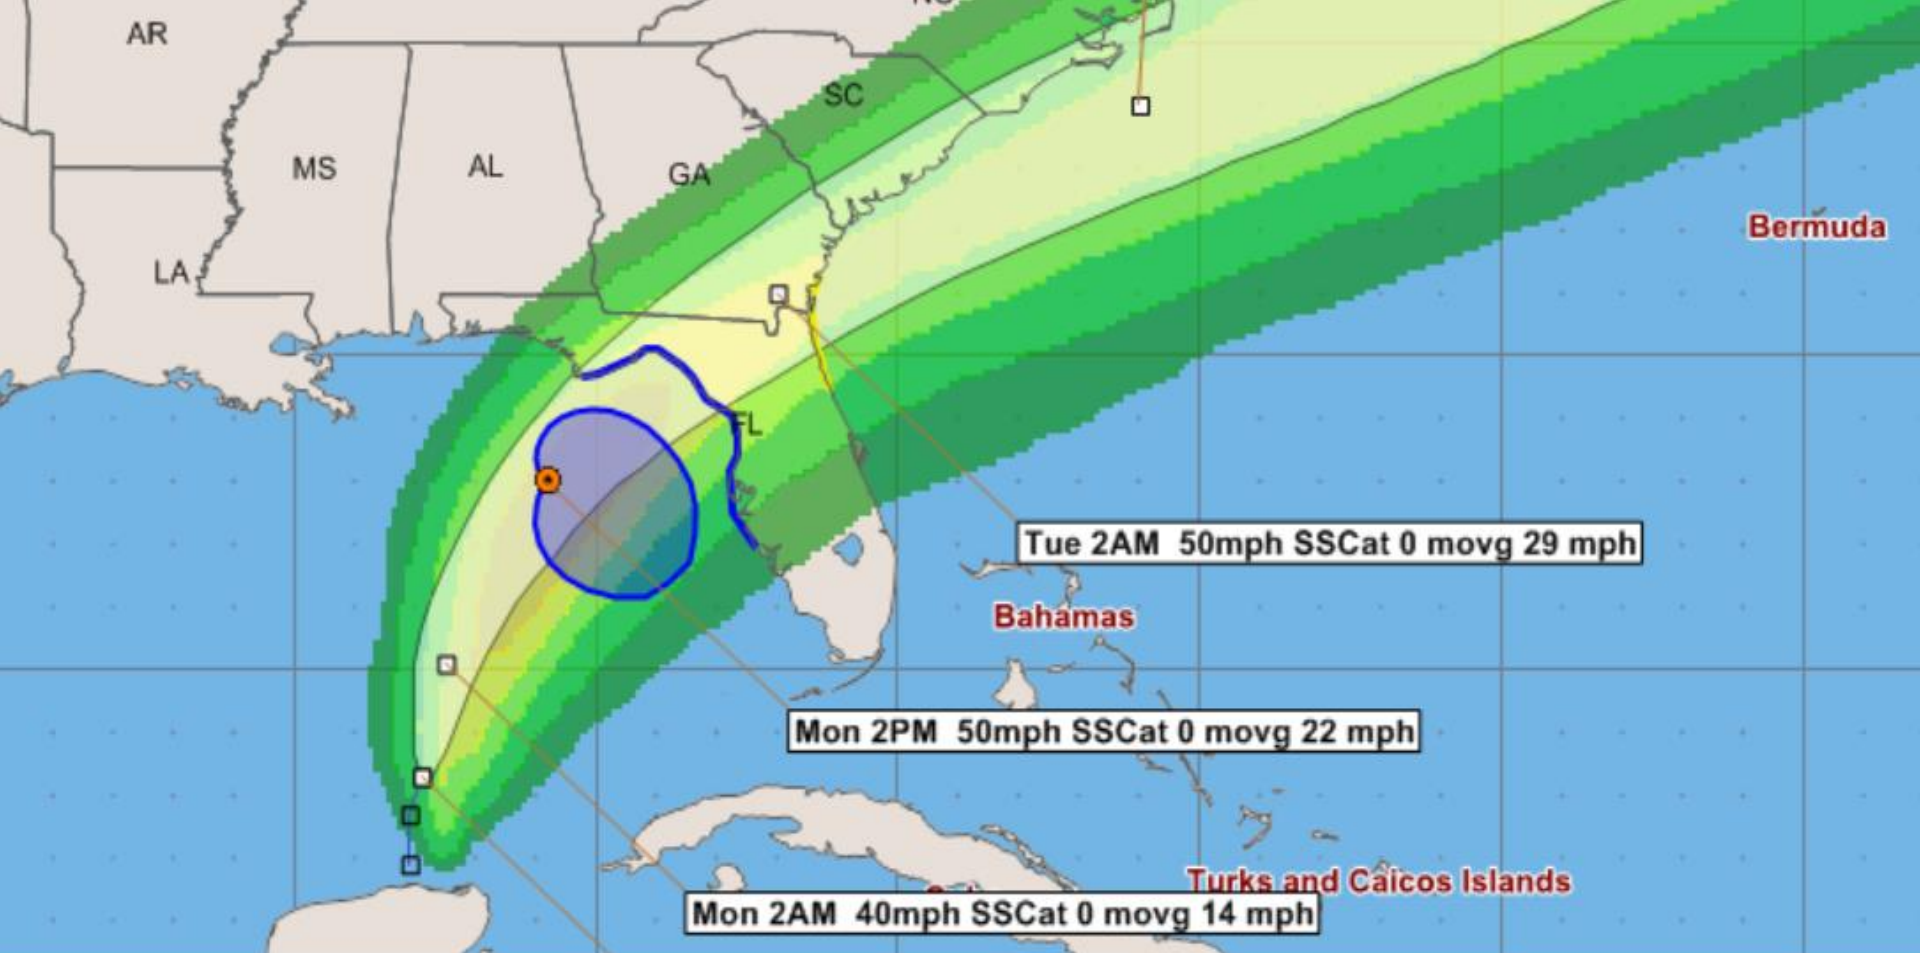 AR
SC
MS
AL
GA
Bermuda
LA
FL
Tue 2AM 50mph SSCat 0 movg 29 mph
Bahamas
Mon 2PM 50mph SSCat 0 movg 22 mph
Turks and Caicos Islands
Mon 2AM 40mph SSCat 0 movg 14 mph